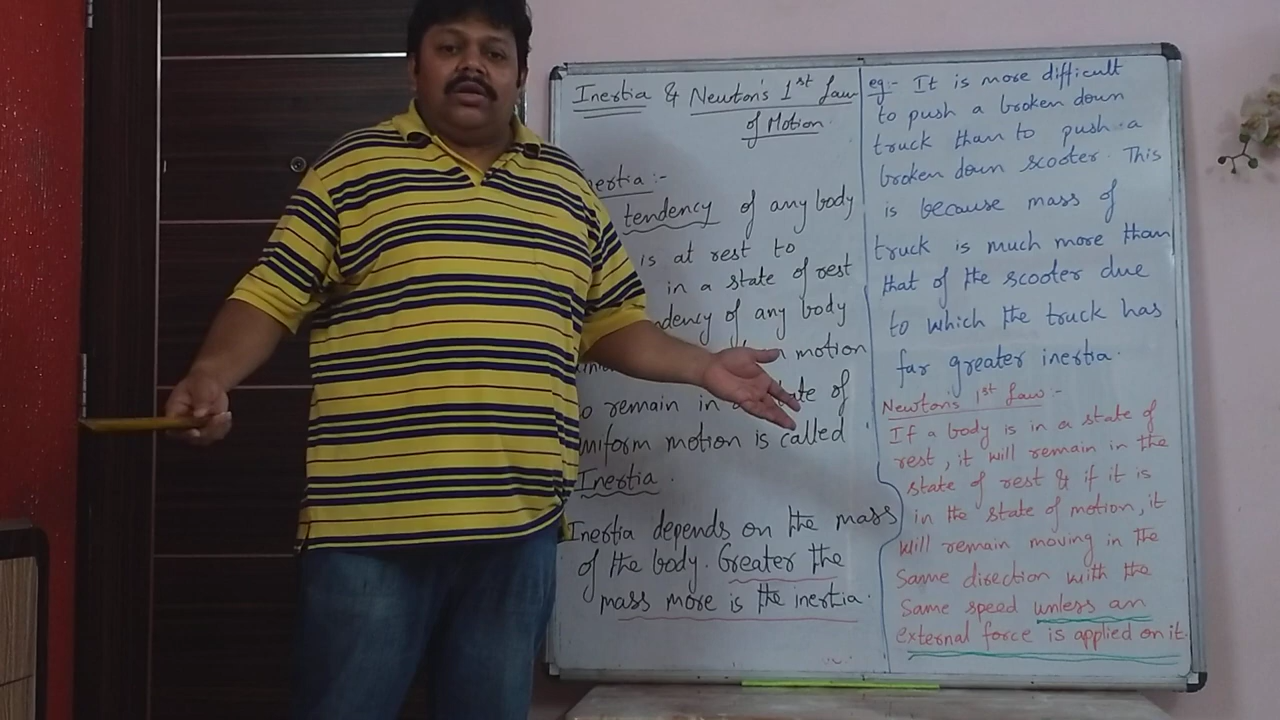 Inertia & Newton's 1st Law
of Motion.
nertia :-
tendency of any body
is at rest to
in a state of rest
ndency of any body
motion
o remain in a te of
uniform motion is called
Inertia.
Inertia depends on the mass
of the body. Greater the
mass more is the inertia.
eg:- It is more difficult
to push a broken down
truck than to push a
broken down scooter. This
is because mass of
truck is much more than
that of the scooter due
to which the truck has
far greater inertia.
Newton's 1st Law :-
If a body is in a state of
rest, it will remain in the
state of rest & if it is
in the state of motion, it
will remain moving in the
same direction with the
same speed unless an
external force is applied on it.